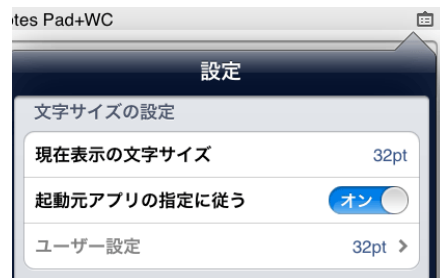 tes Pad+WC
設定
文字サイズの設定
現在表示の文字サイズ 32pt
起動元アプリの指定に従う オン
ユーザー設定 32pt